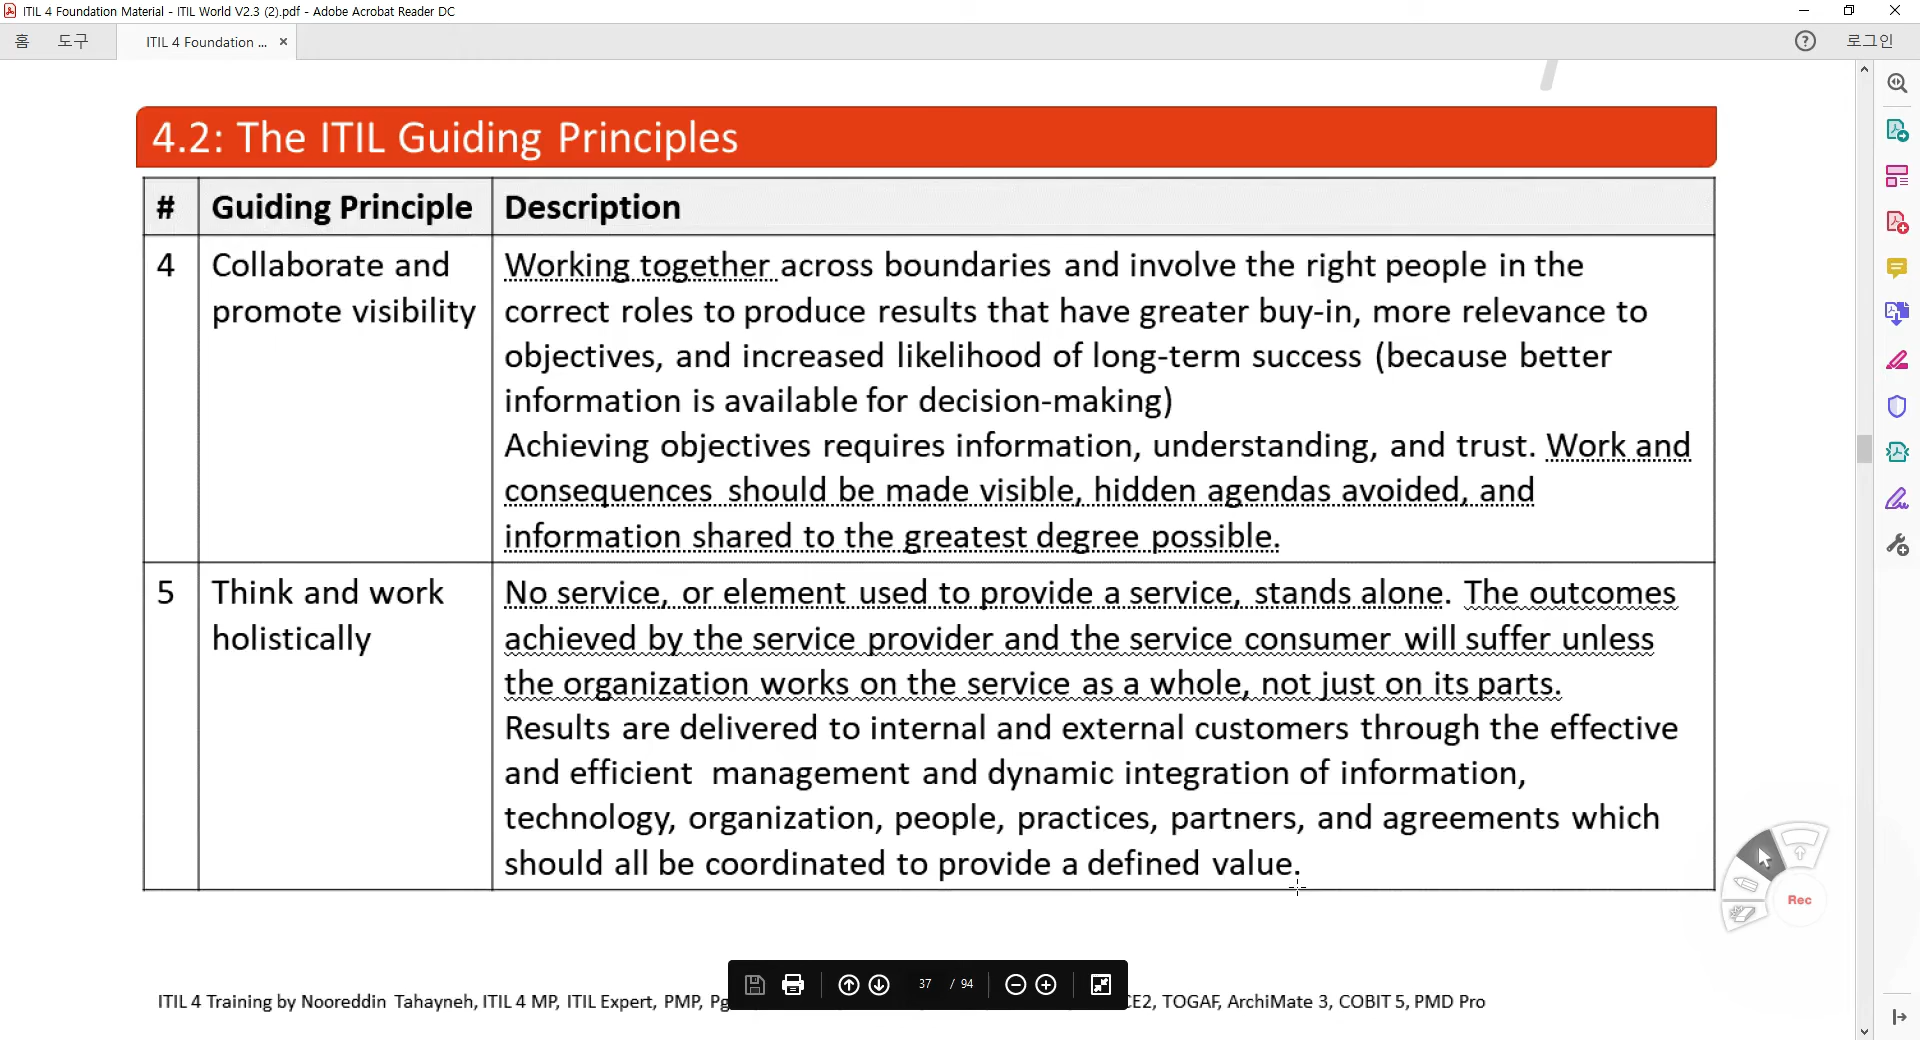 ITIL 4 Foundation Material - ITIL World V2.3 (2).pdf - Adobe Acrobat Reader DC
홈 도구 ITIL 4 Foundation ... × ? 로그인
4.2: The ITIL Guiding Principles
# Guiding Principle Description
4 Collaborate and Working together across boundaries and involve the right people in the
promote visibility correct roles to produce results that have greater buy-in, more relevance to
objectives, and increased likelihood of long-term success (because better
information is available for decision-making)
Achieving objectives requires information, understanding, and trust. Work and
consequences should be made visible, hidden agendas avoided, and
information shared to the greatest degree possible.
5 Think and work No service, or element used to provide a service, stands alone. The outcomes
holistically achieved by the service provider and the service consumer will suffer unless
the organization works on the service as a whole, not just on its parts.
Results are delivered to internal and external customers through the effective
and efficient management and dynamic integration of information,
technology, organization, people, practices, partners, and agreements which
should all be coordinated to provide a defined value.
Rec
37 / 94
ITIL 4 Training by Nooreddin Tahayneh, ITIL 4 MP, ITIL Expert, PMP, Pg CE2, TOGAF, ArchiMate 3, COBIT 5, PMD Pro